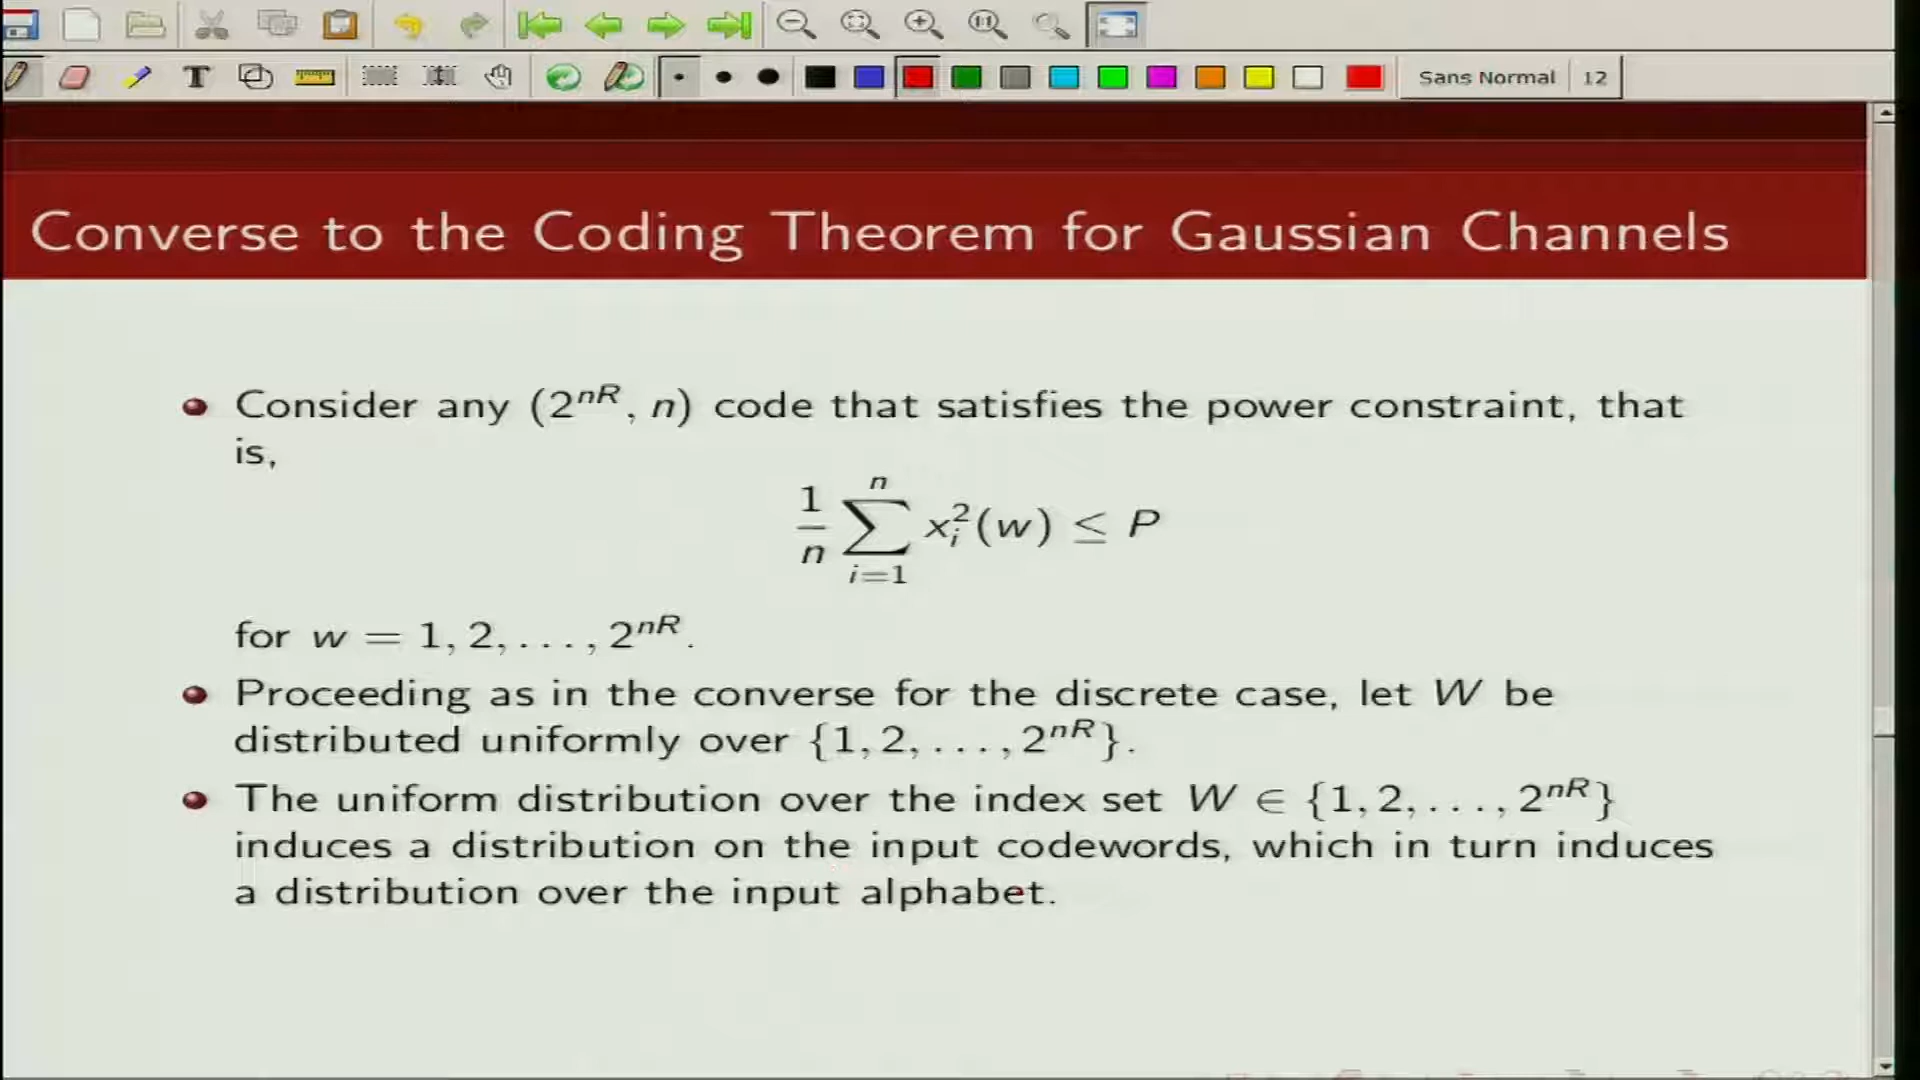 Sans Normal 12
Converse to the Coding Theorem for Gaussian Channels
Consider any (2^{nR}, n) code that satisfies the power constraint, that
is,
\frac{1}{n} \sum_{i=1}^{n} x_i^2(w) ≤ P
for w = 1, 2, . . . , 2^{nR}.
Proceeding as in the converse for the discrete case, let W be
distributed uniformly over {1, 2, . . . , 2^{nR}}.
The uniform distribution over the index set W ∈ {1, 2, . . . , 2^{nR}}
induces a distribution on the input codewords, which in turn induces
a distribution over the input alphabet.